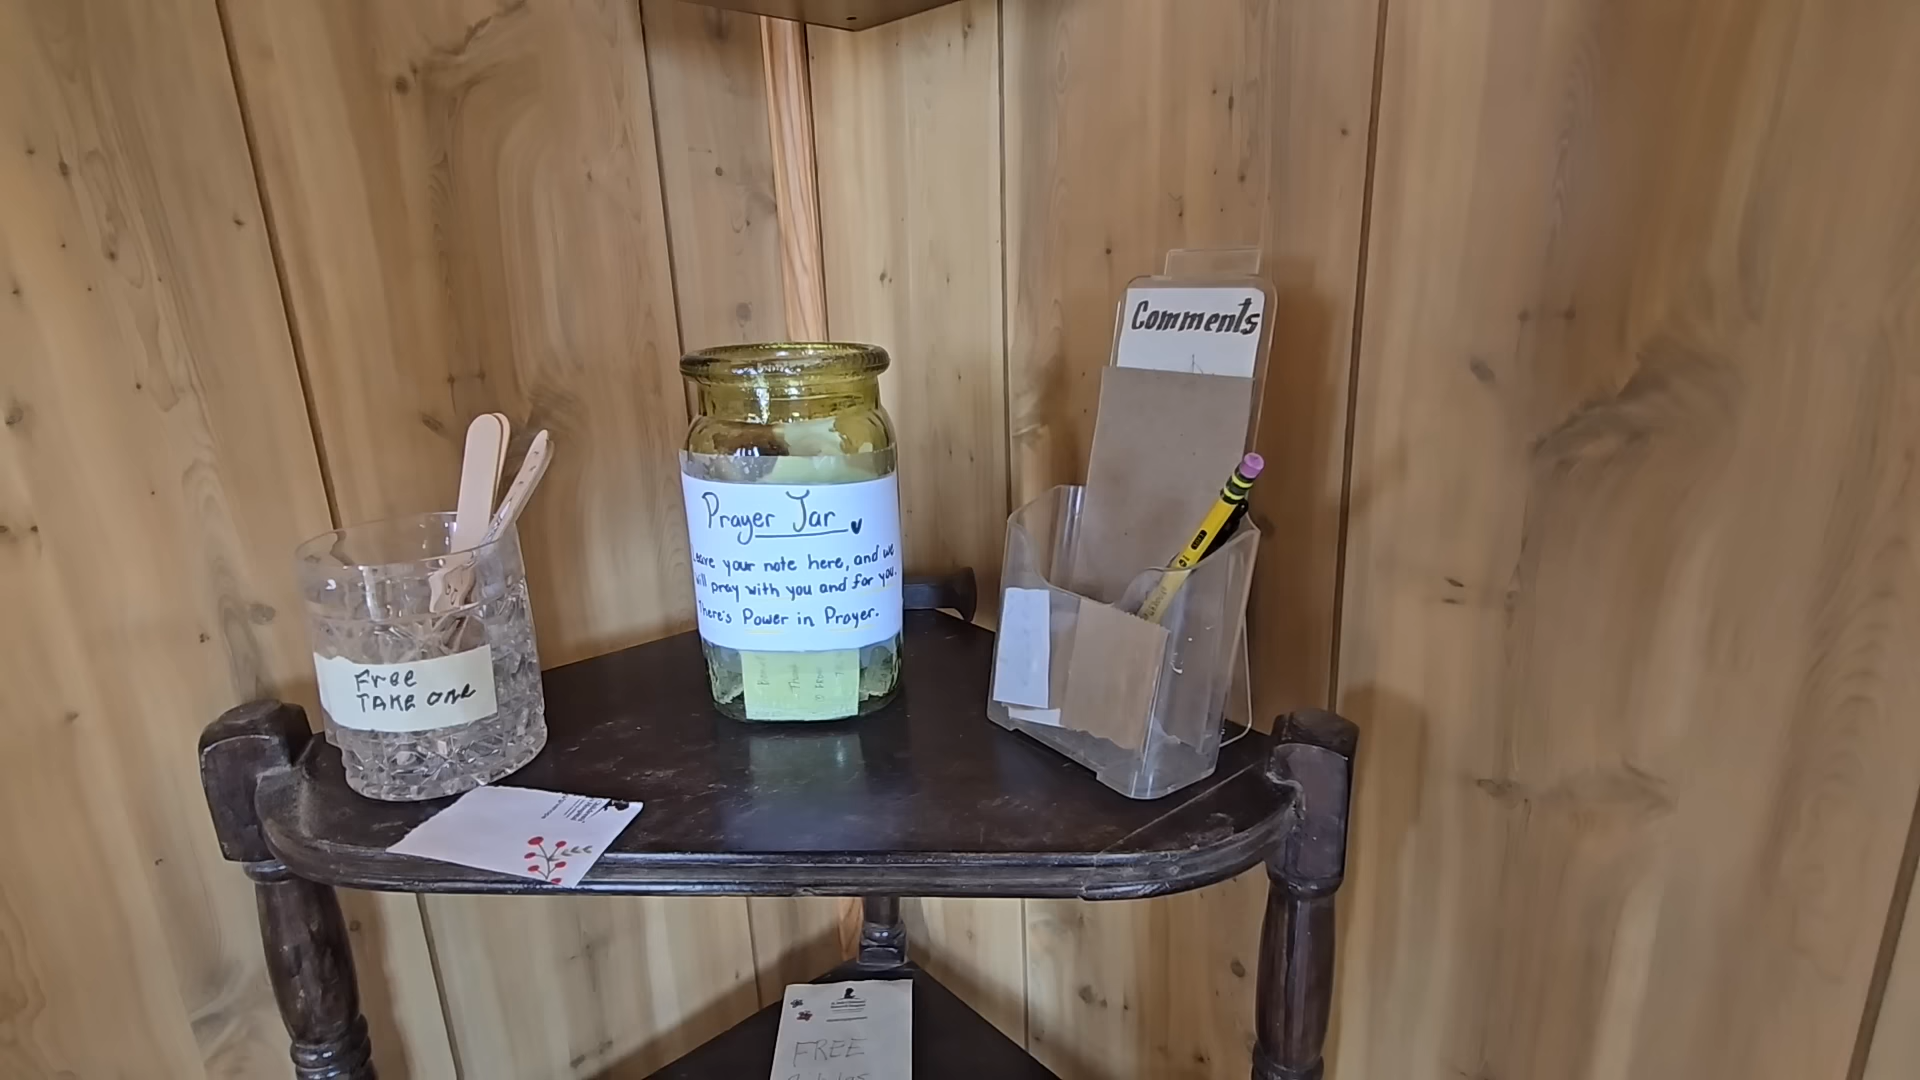 Comments
Prayer Jar
Leave your note here, and we
will pray with you and for you.
There's Power in Prayer.
Free
TAKE one
FREE